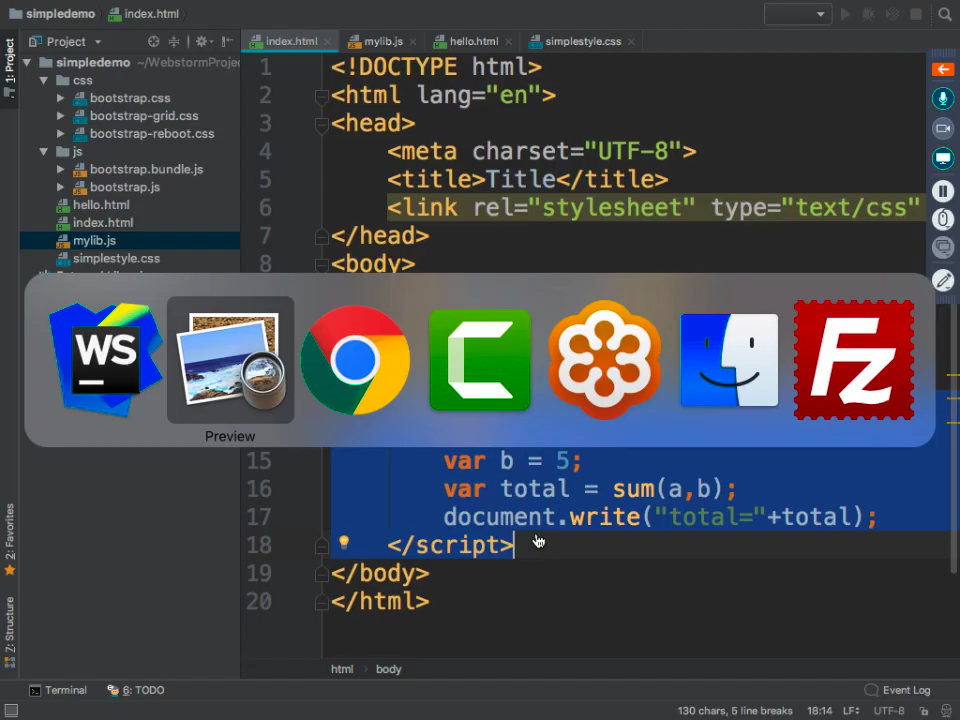 simpledemo index.html
Project
index.html mylib.js hello.html simplestyle.css
1: Project
simpledemo ~/WebstormProje
css
bootstrap.css
bootstrap-grid.css
bootstrap-reboot.css
js
bootstrap.bundle.js
bootstrap.js
hello.html
index.html
mylib.js
simplestyle.css
1 <!DOCTYPE html>
2 <html lang="en">
3 <head>
4 <meta charset="UTF-8">
5 <title>Title</title>
6 <link rel="stylesheet" type="text/css"
7 </head>
8 <body>
WS
Preview
Fz
15 var b = 5;
16 var total = sum(a,b);
17 document.write("total="+total);
18 </script>
19 </body>
20 </html>
2: Favorites
7: Structure
html body
Terminal 6: TODO Event Log
130 chars, 5 line breaks 18:14 LF UTF-8